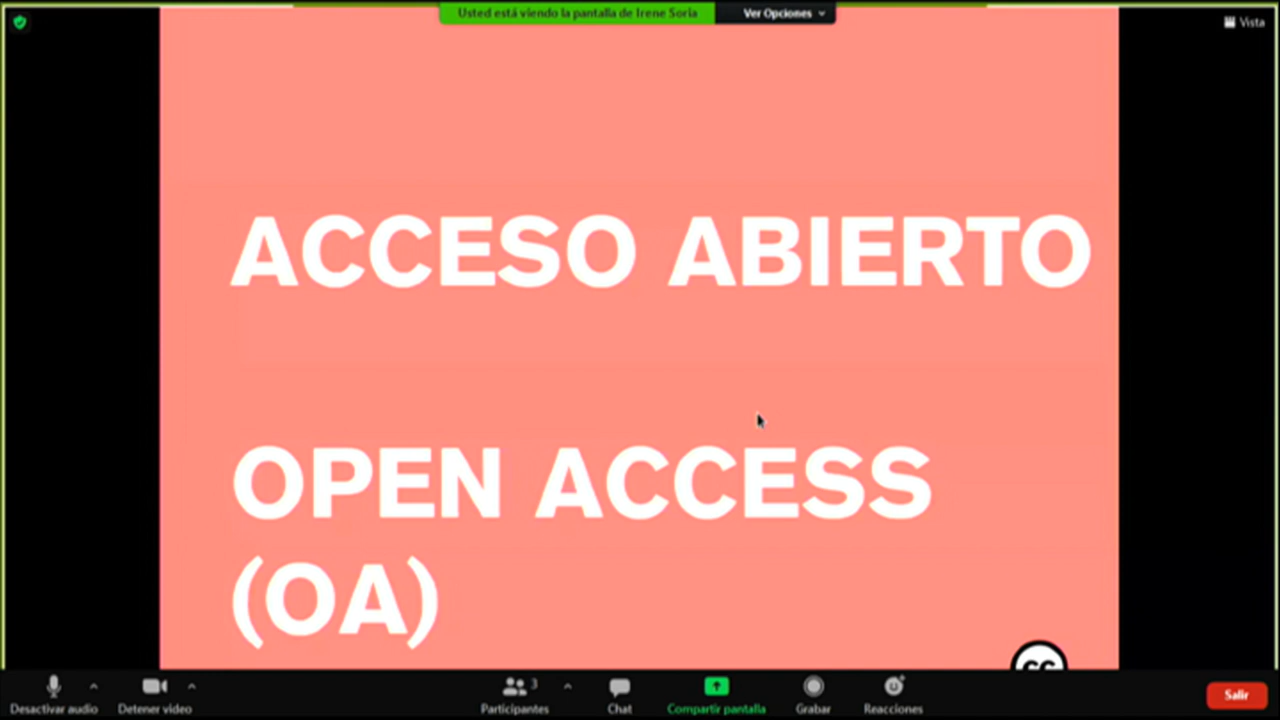 Usted está viendo la pantalla de Irene Soria
Ver Opciones
Vista
ACCESO ABIERTO
OPEN ACCESS
(OA)
cc
Desactivar audio
Detener video
Participantes
3
Chat
Compartir pantalla
Grabar
Reacciones
Salir